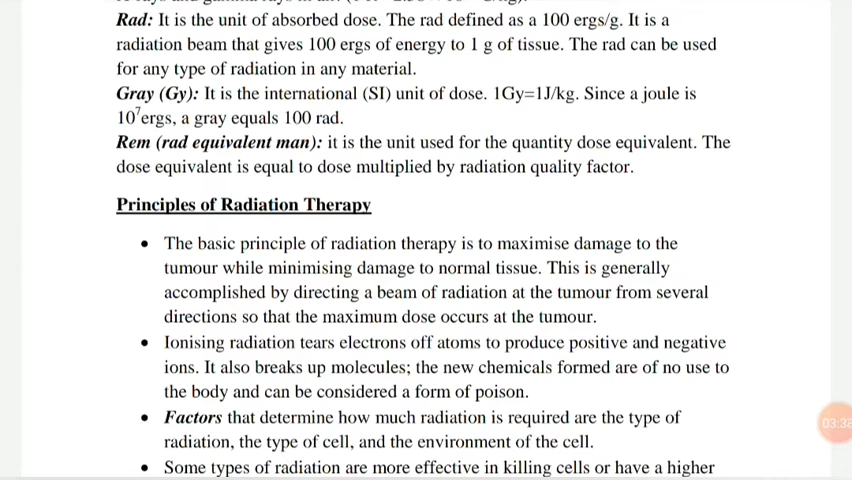 Rad: It is the unit of absorbed dose. The rad defined as a 100 ergs/g. It is a
radiation beam that gives 100 ergs of energy to 1 g of tissue. The rad can be used
for any type of radiation in any material.
Gray (Gy): It is the international (SI) unit of dose. 1Gy=1J/kg. Since a joule is
10⁷ergs, a gray equals 100 rad.
Rem (rad equivalent man): it is the unit used for the quantity dose equivalent. The
dose equivalent is equal to dose multiplied by radiation quality factor.
Principles of Radiation Therapy
• The basic principle of radiation therapy is to maximise damage to the
tumour while minimising damage to normal tissue. This is generally
accomplished by directing a beam of radiation at the tumour from several
directions so that the maximum dose occurs at the tumour.
• Ionising radiation tears electrons off atoms to produce positive and negative
ions. It also breaks up molecules; the new chemicals formed are of no use to
the body and can be considered a form of poison.
• Factors that determine how much radiation is required are the type of
radiation, the type of cell, and the environment of the cell.
• Some types of radiation are more effective in killing cells or have a higher